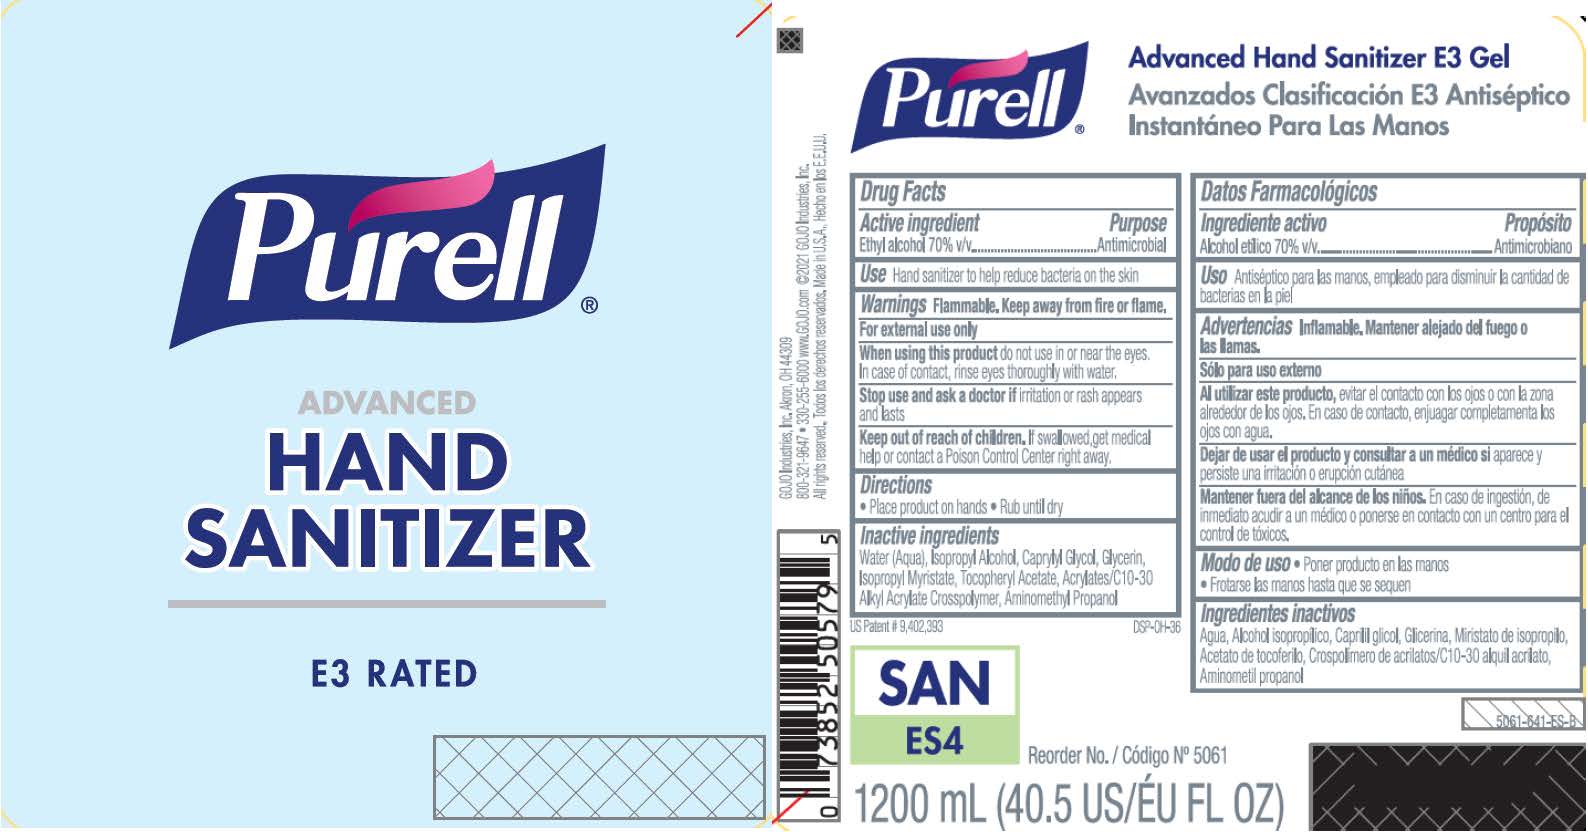 Purell®
ADVANCED
HAND
SANITIZER
E3 RATED
GOJO Industries, Inc. Akron, OH 44309
800-321-9647 • 330-255-6000 www.GOJO.com ©2021 GOJO Industries, Inc.
All rights reserved. Todos los derechos reservados. Made in U.S.A. Hecho en los E.E.U.U.
0 73852 50579 5
Purell®
Advanced Hand Sanitizer E3 Gel
Avanzados Clasificación E3 Antiséptico
Instantáneo Para Las Manos
Drug Facts
Active ingredient Purpose
Ethyl alcohol 70% v/v....Antimicrobial
Use Hand sanitizer to help reduce bacteria on the skin
Warnings Flammable. Keep away from fire or flame.
For external use only
When using this product do not use in or near the eyes.
In case of contact, rinse eyes thoroughly with water.
Stop use and ask a doctor if irritation or rash appears
and lasts
Keep out of reach of children. If swallowed,get medical
help or contact a Poison Control Center right away.
Directions
• Place product on hands • Rub until dry
Inactive ingredients
Water (Aqua), Isopropyl Alcohol, Caprylyl Glycol, Glycerin,
Isopropyl Myristate, Tocopheryl Acetate, Acrylates/C10-30
Alkyl Acrylate Crosspolymer, Aminomethyl Propanol
US Patent # 9,402,393 DSP-OH-36
SAN
ES4
Reorder No. / Código Nº 5061
1200 mL (40.5 US/ÉU FL OZ)
Datos Farmacológicos
Ingrediente activo Propósito
Alcohol etílico 70% v/v....Antimicrobiano
Uso Antiséptico para las manos, empleado para disminuir la cantidad de
bacterias en la piel
Advertencias Inflamable. Mantener alejado del fuego o
las llamas.
Sólo para uso externo
Al utilizar este producto, evitar el contacto con los ojos o con la zona
alrededor de los ojos. En caso de contacto, enjuagar completamenta los
ojos con agua.
Dejar de usar el producto y consultar a un médico si aparece y
persiste una irritación o erupción cutánea
Mantener fuera del alcance de los niños. En caso de ingestión, de
inmediato acudir a un médico o ponerse en contacto con un centro para el
control de tóxicos.
Modo de uso • Poner producto en las manos
• Frotarse las manos hasta que se sequen
Ingredientes inactivos
Agua, Alcohol isopropílico, Caprilil glicol, Glicerina, Miristato de isopropilo,
Acetato de tocoferilo, Crospolimero de acrilatos/C10-30 alquil acrilato,
Aminometil propanol
5061-641-ES-B